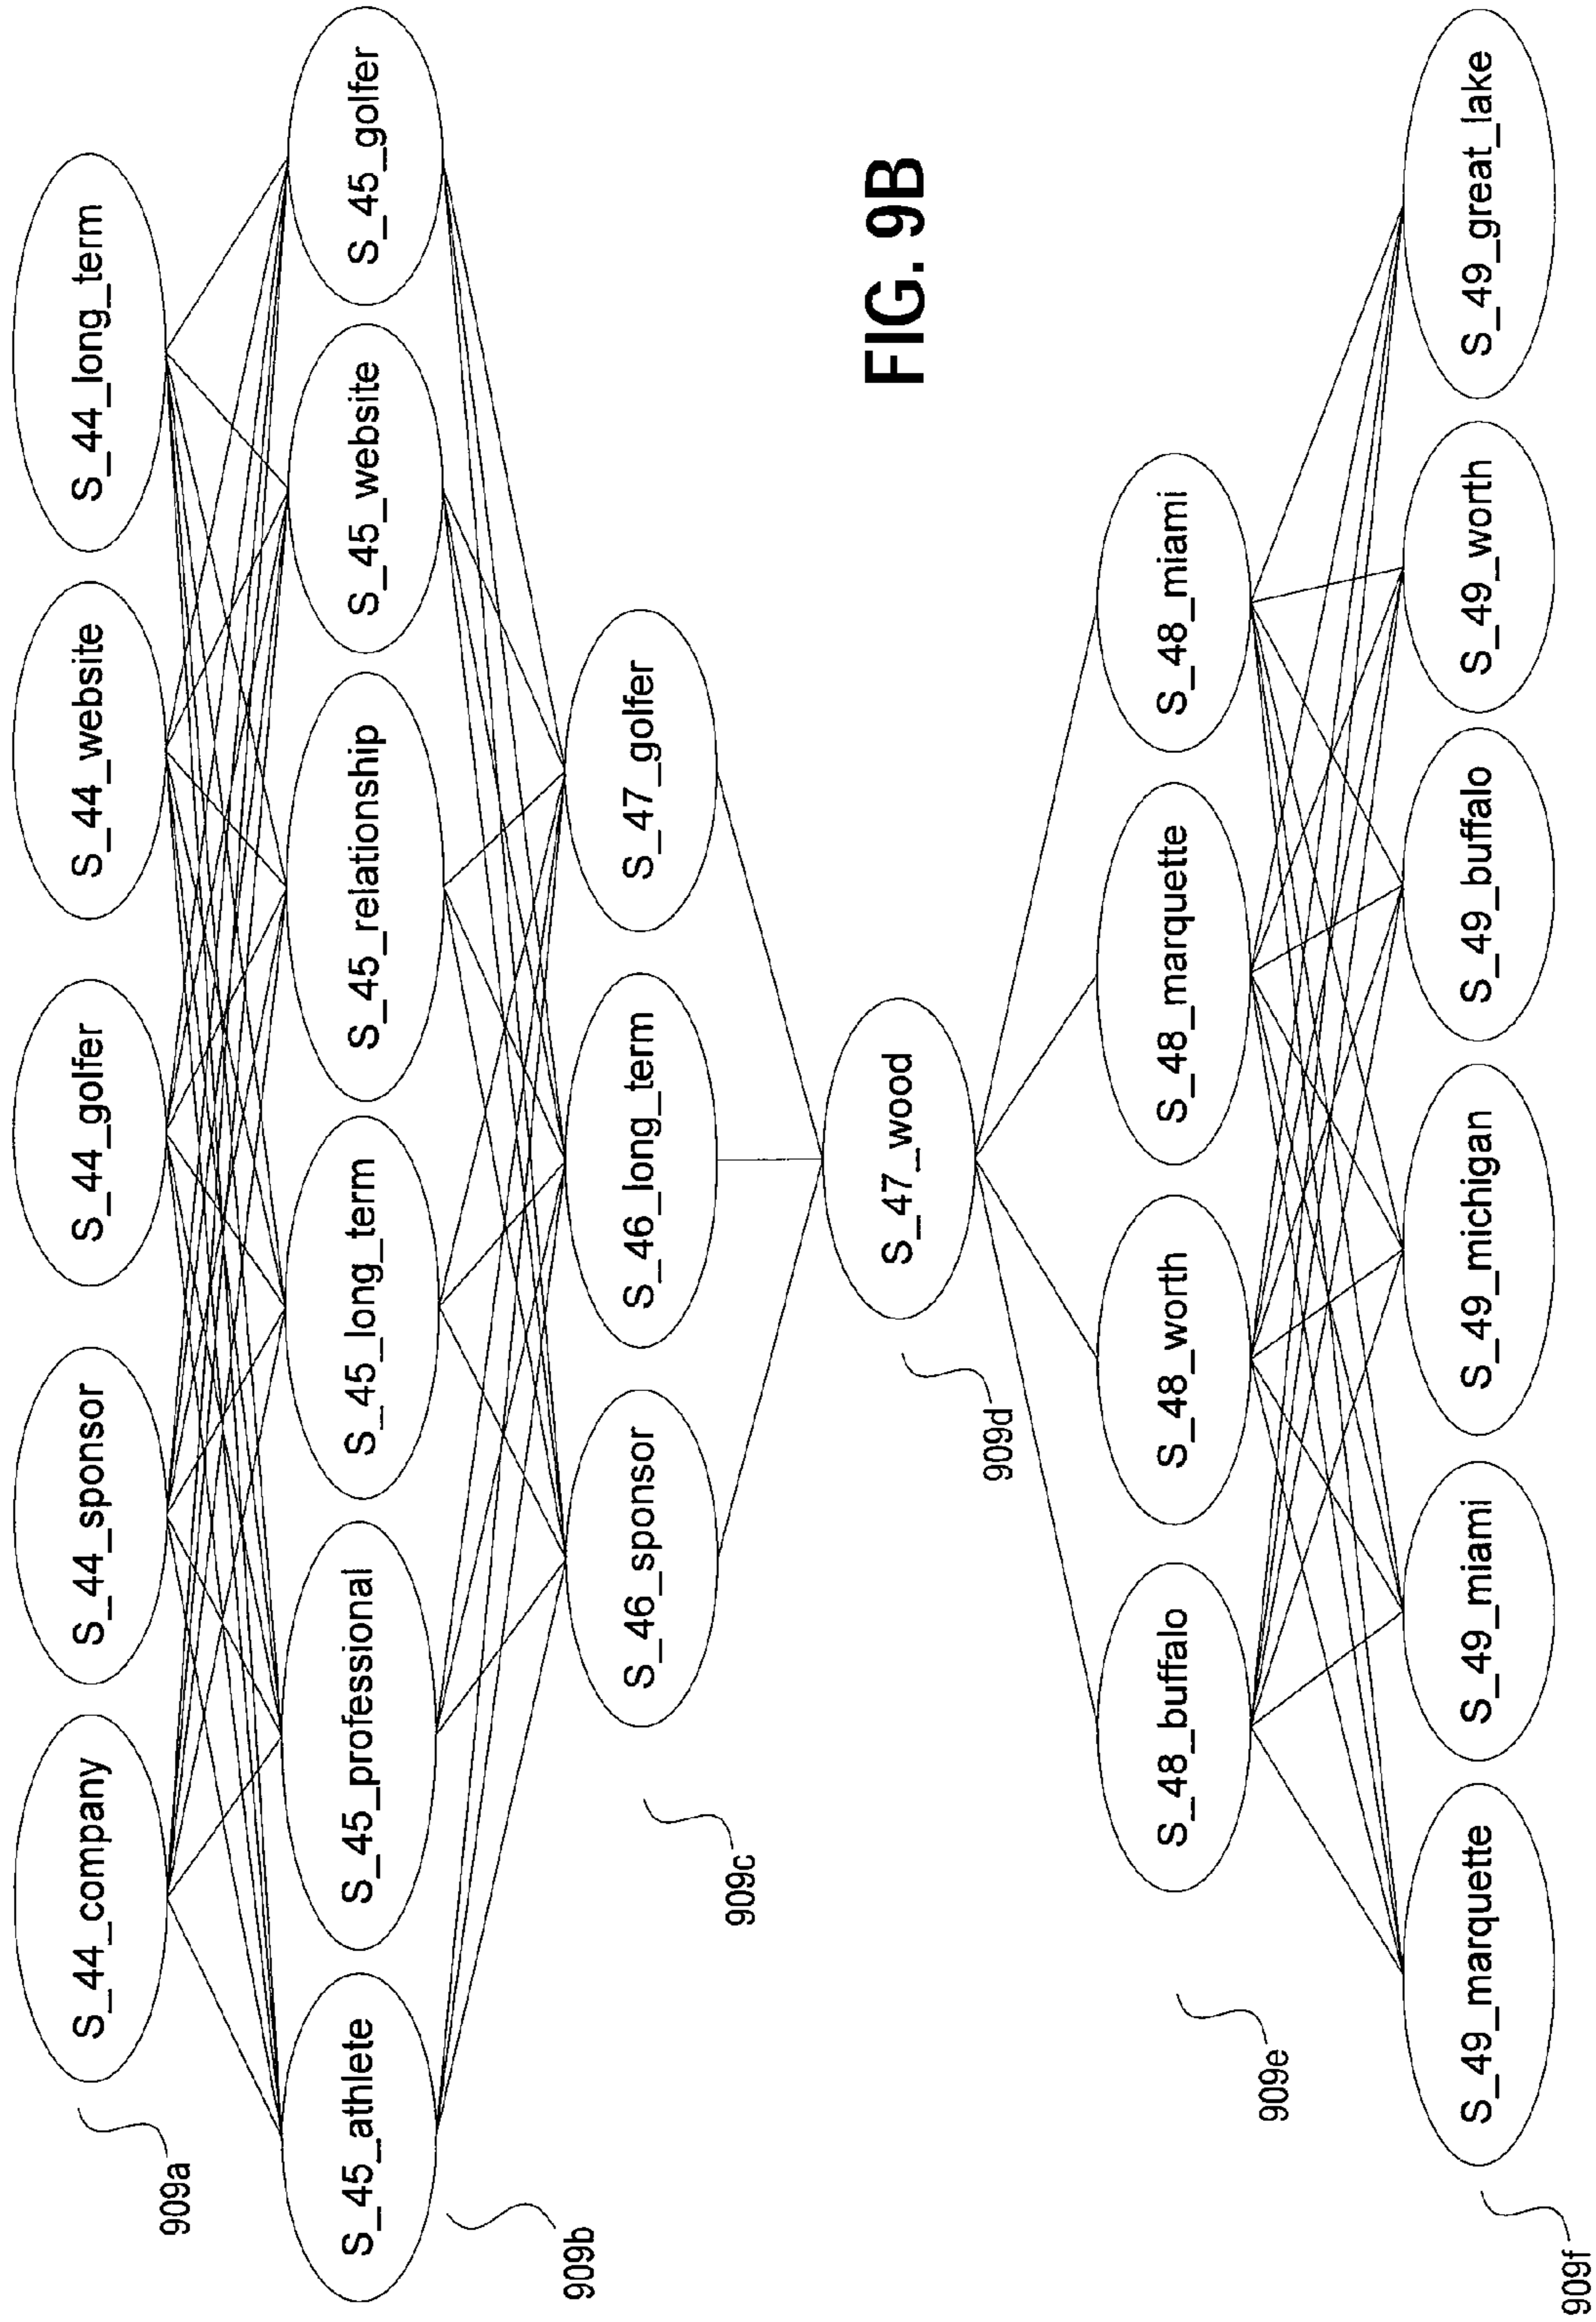 S_44_company
S_44_sponsor
S_44_golfer
S_44_website
S_44_long_term
909a
S_45_athlete
S_45_professional
S_45_long_term
S_45_relationship
S_45_website
S_45_golfer
909b
S_46_sponsor
S_46_long_term
S_47_golfer
909c
S_47_wood
909d
FIG. 9B
S_48_buffalo
S_48_worth
S_48_marquette
S_48_miami
909e
S_49_marquette
S_49_miami
S_49_michigan
S_49_buffalo
S_49_worth
S_49_great_lake
909f